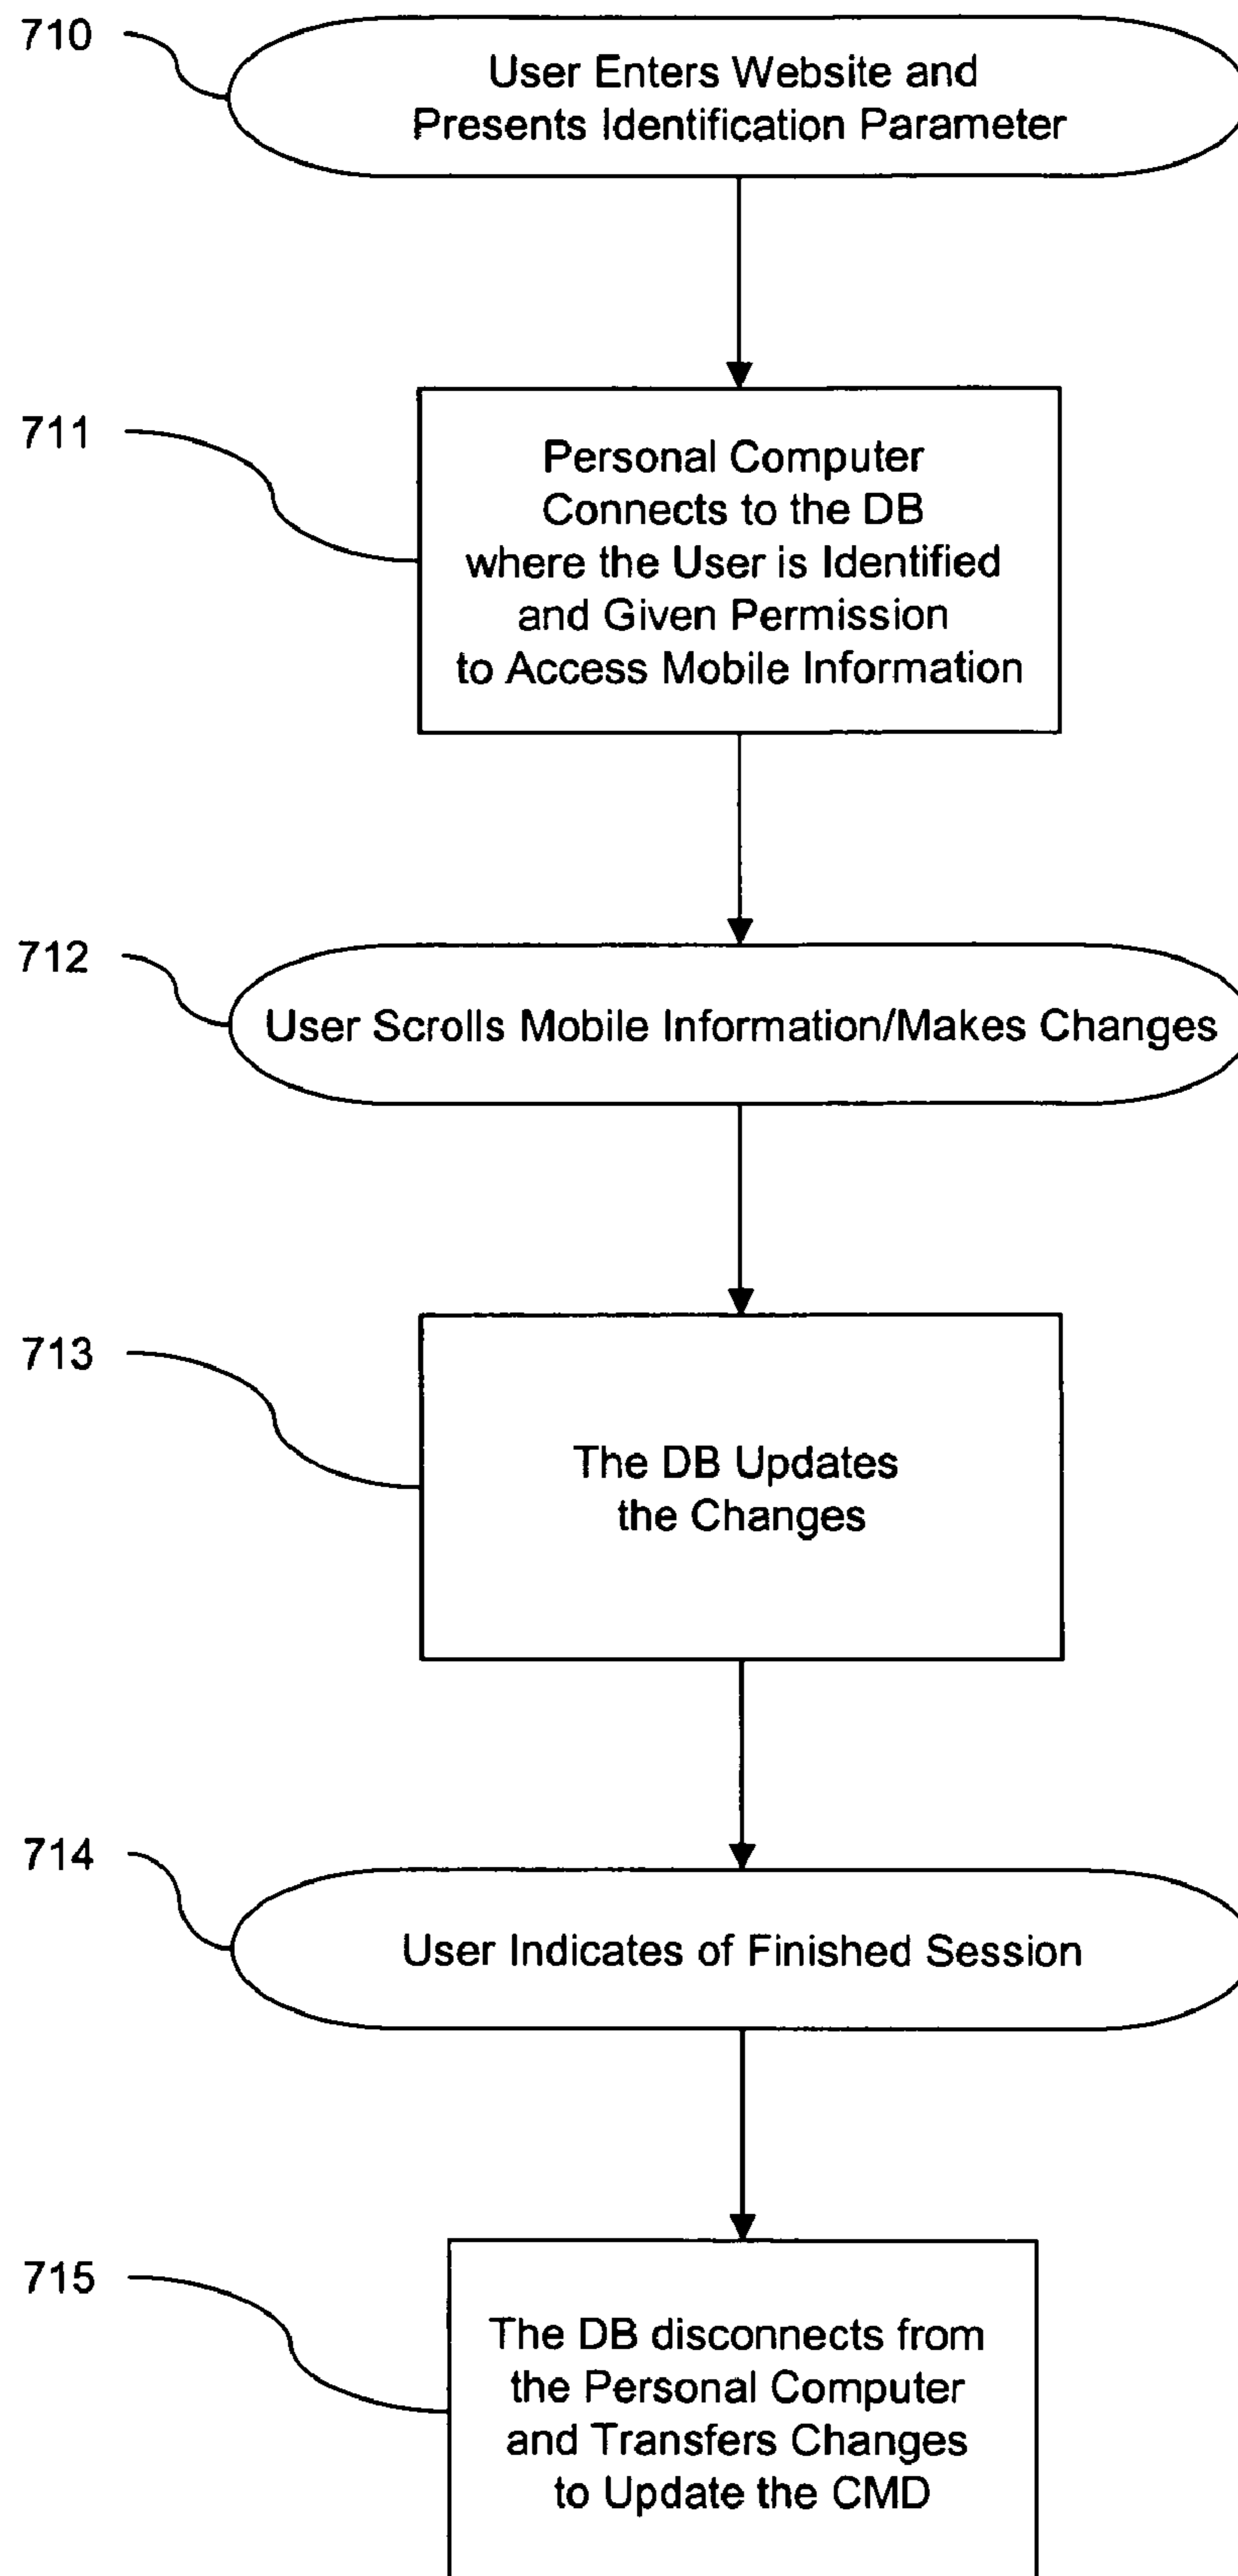 710
User Enters Website and
Presents Identification Parameter
711
Personal Computer
Connects to the DB
where the User is Identified
and Given Permission
to Access Mobile Information
712
User Scrolls Mobile Information/Makes Changes
713
The DB Updates
the Changes
714
User Indicates of Finished Session
715
The DB disconnects from
the Personal Computer
and Transfers Changes
to Update the CMD